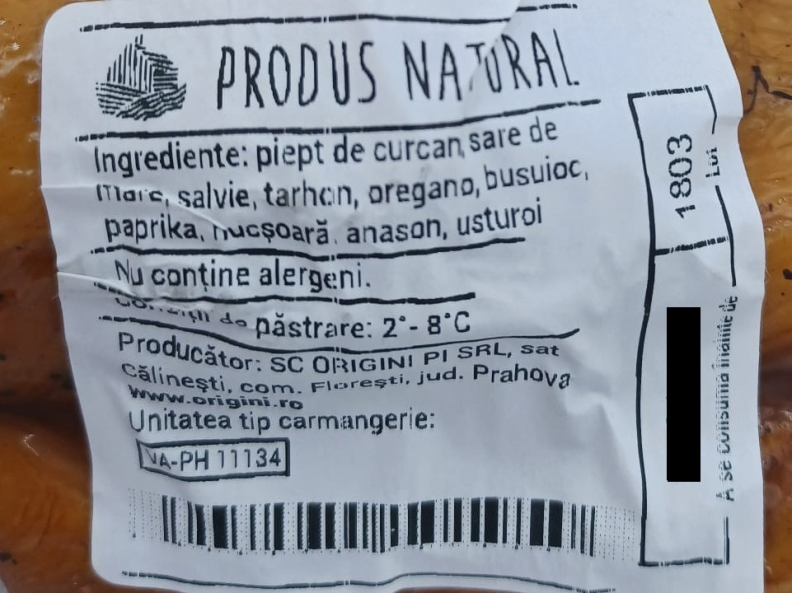 PRODUS NATURAL
Ingrediente: piept de curcan, sare de
mare, salvie, tarhon, oregano, busuioc,
paprika, nucșoară, anason, usturoi
Nu conține alergeni.
Condiții de păstrare: 2°- 8°C
Producător: SC ORIGINI PI SRL, sat
Călinești, com. Florești, jud. Prahova
www.origini.ro
Unitatea tip carmangerie:
VA-PH 11134
1803
Lot
A se consuma înainte de